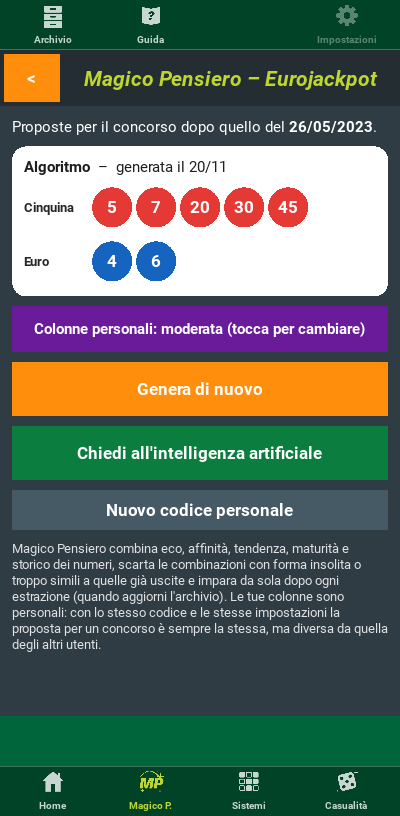 Archivio
Guida
Impostazioni
<
Magico Pensiero – Eurojackpot
Proposte per il concorso dopo quello del 26/05/2023.
Algoritmo – generata il 20/11
Cinquina 5 7 20 30 45
Euro 4 6
Colonne personali: moderata (tocca per cambiare)
Genera di nuovo
Chiedi all'intelligenza artificiale
Nuovo codice personale
Magico Pensiero combina eco, affinità, tendenza, maturità e
storico dei numeri, scarta le combinazioni con forma insolita o
troppo simili a quelle già uscite e impara da sola dopo ogni
estrazione (quando aggiorni l'archivio). Le tue colonne sono
personali: con lo stesso codice e le stesse impostazioni la
proposta per un concorso è sempre la stessa, ma diversa da quella
degli altri utenti.
MP
Home
Magico P.
Sistemi
Casualità